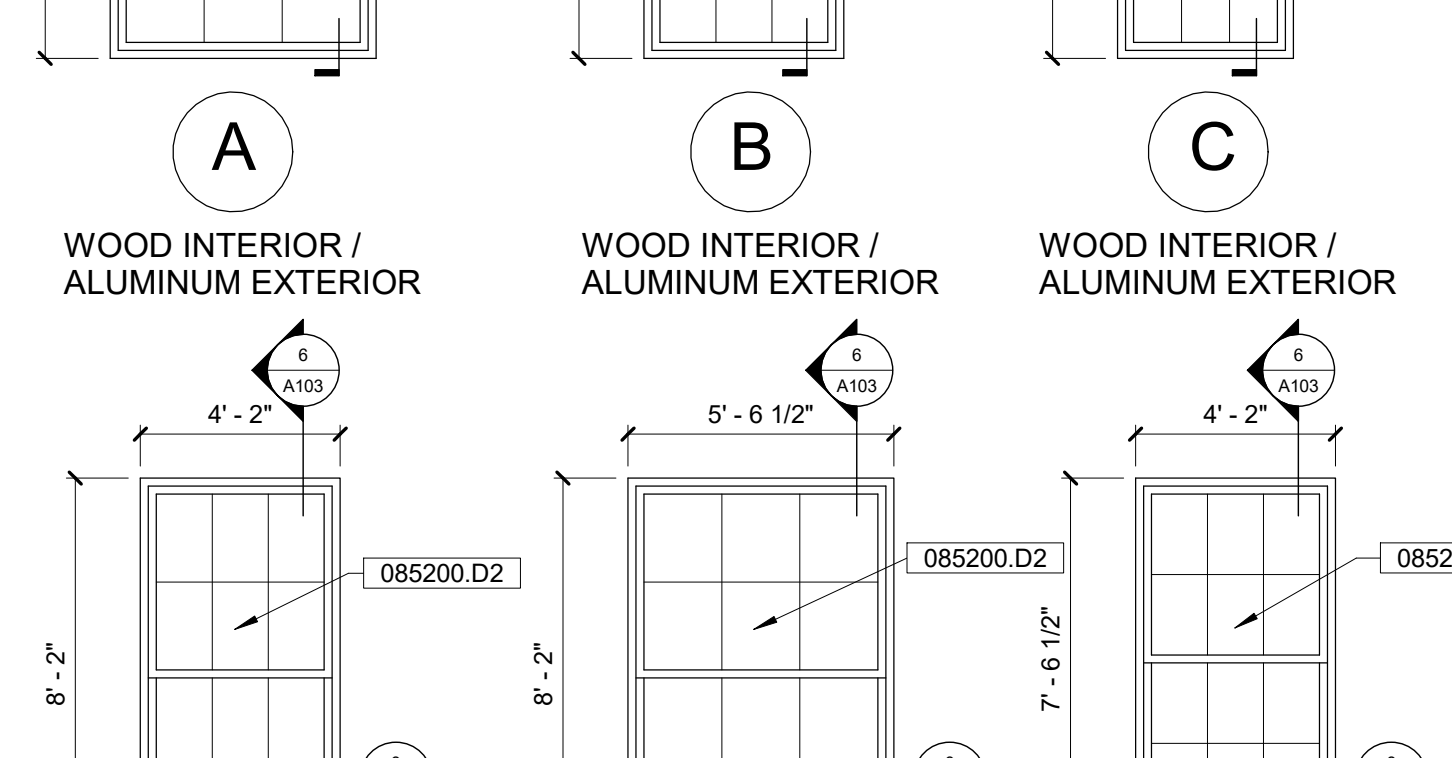 A
B
C
WOOD INTERIOR /
ALUMINUM EXTERIOR
WOOD INTERIOR /
ALUMINUM EXTERIOR
WOOD INTERIOR /
ALUMINUM EXTERIOR
6
A103
6
A103
6
A103
4' - 2"
5' - 6 1/2"
4' - 2"
085200.D2
085200.D2
0852
8' - 2"
8' - 2"
7' - 6 1/2"